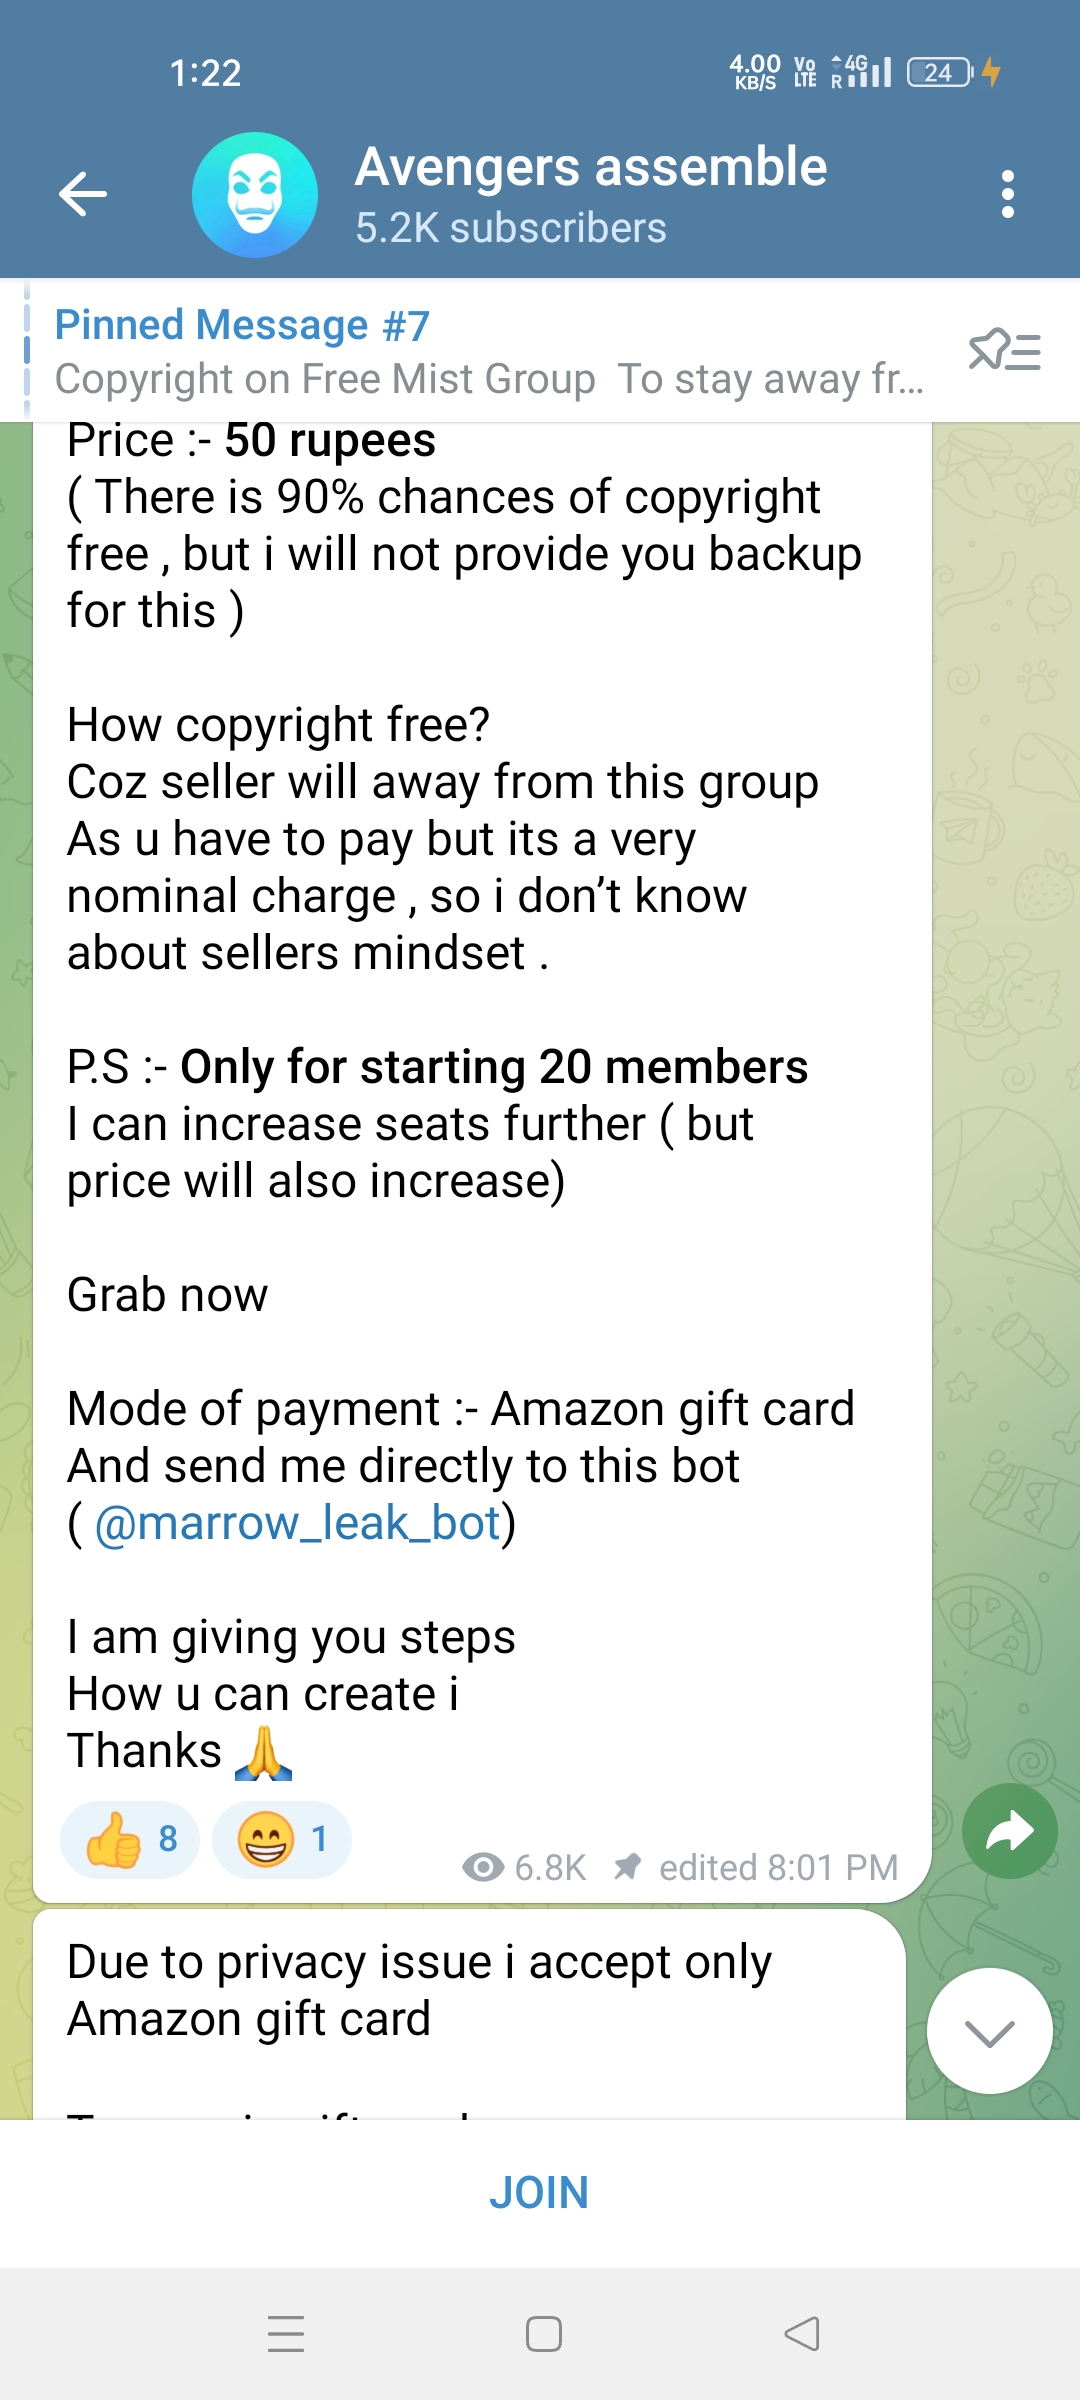 1:22
4.00 KB/S Vo LTE 4G R 24
Avengers assemble
5.2K subscribers
Pinned Message #7
Copyright on Free Mist Group To stay away fr...
Price :- 50 rupees
( There is 90% chances of copyright
free , but i will not provide you backup
for this )
How copyright free?
Coz seller will away from this group
As u have to pay but its a very
nominal charge , so i don’t know
about sellers mindset .
P.S :- Only for starting 20 members
I can increase seats further ( but
price will also increase)
Grab now
Mode of payment :- Amazon gift card
And send me directly to this bot
( @marrow_leak_bot)
I am giving you steps
How u can create i
Thanks 🙏
👍 8 😁 1
6.8K edited 8:01 PM
Due to privacy issue i accept only
Amazon gift card
JOIN